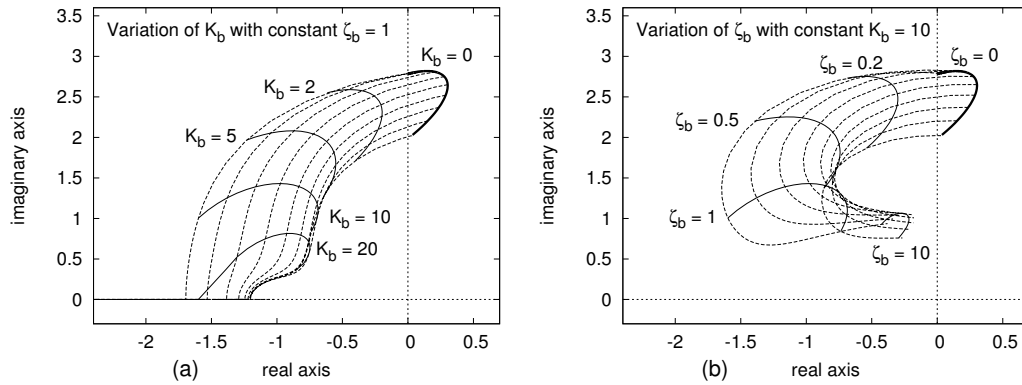 Variation of K_b with constant ζ_b = 1
K_b = 0
K_b = 2
K_b = 5
K_b = 10
K_b = 20
imaginary axis
3.5
3
2.5
2
1.5
1
0.5
0
-2
-1.5
-1
-0.5
0
0.5
(a)
real axis
Variation of ζ_b with constant K_b = 10
ζ_b = 0
ζ_b = 0.2
ζ_b = 0.5
ζ_b = 1
ζ_b = 10
imaginary axis
3.5
3
2.5
2
1.5
1
0.5
0
-2
-1.5
-1
-0.5
0
0.5
(b)
real axis